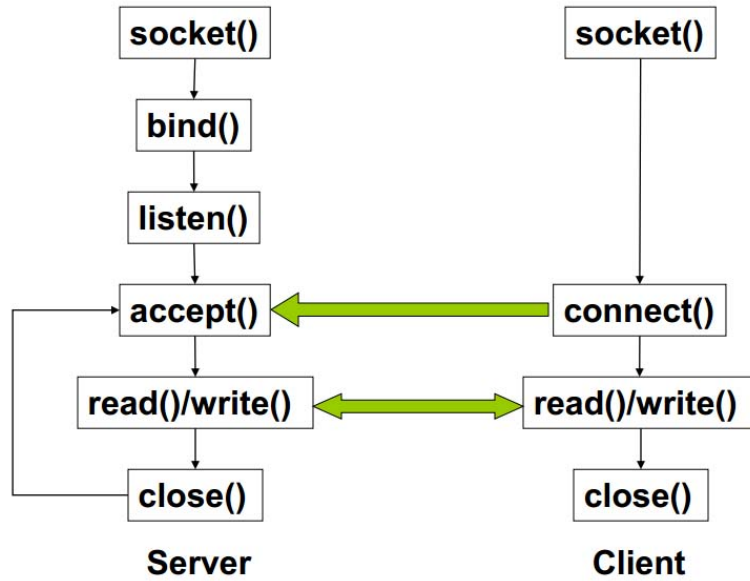 socket()
socket()
bind()
listen()
accept()
connect()
read()/write()
read()/write()
close()
close()
Server
Client